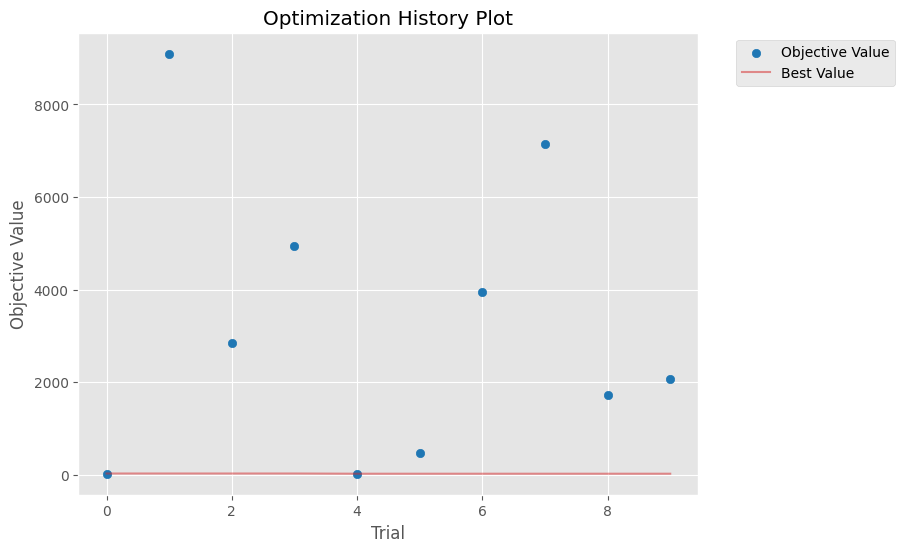 Optimization History Plot
Objective Value
Best Value
Objective Value
8000
6000
4000
2000
0
0 2 4 6 8
Trial